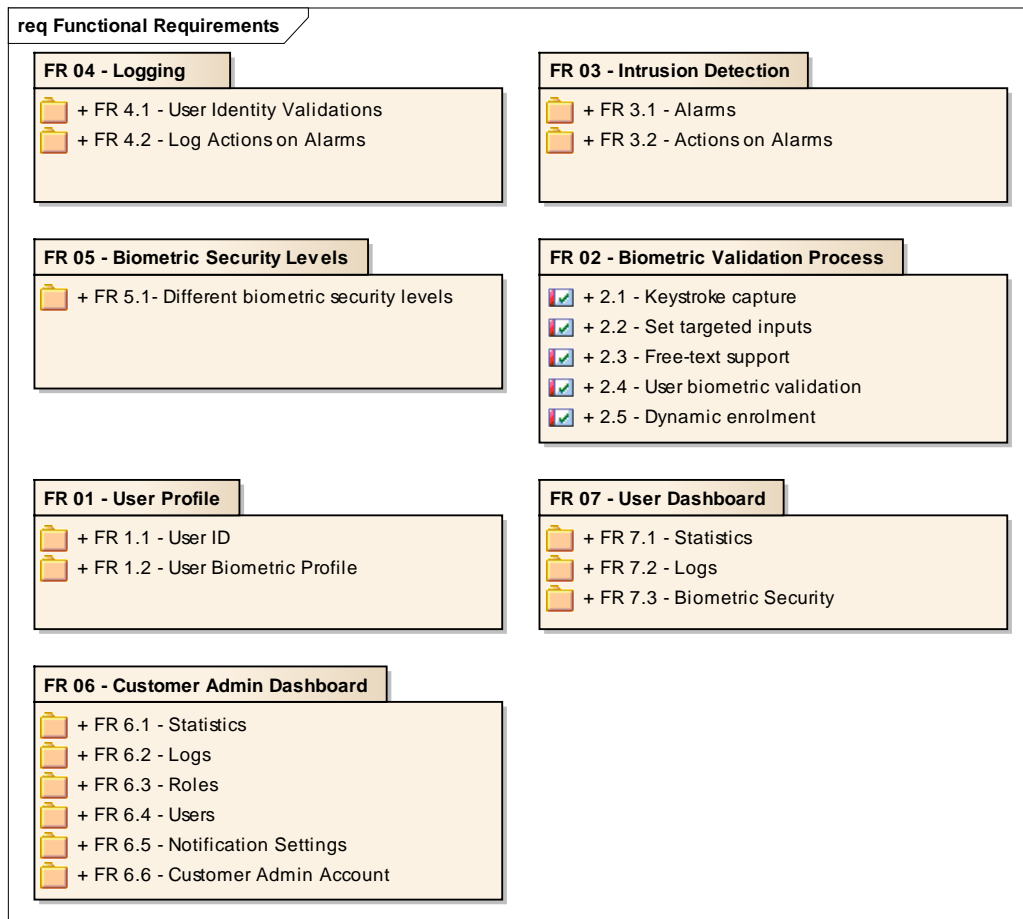 req Functional Requirements
FR 04 - Logging
+ FR 4.1 - User Identity Validations
+ FR 4.2 - Log Actions on Alarms
FR 03 - Intrusion Detection
+ FR 3.1 - Alarms
+ FR 3.2 - Actions on Alarms
FR 05 - Biometric Security Levels
+ FR 5.1- Different biometric security levels
FR 02 - Biometric Validation Process
+ 2.1 - Keystroke capture
+ 2.2 - Set targeted inputs
+ 2.3 - Free-text support
+ 2.4 - User biometric validation
+ 2.5 - Dynamic enrolment
FR 01 - User Profile
+ FR 1.1 - User ID
+ FR 1.2 - User Biometric Profile
FR 07 - User Dashboard
+ FR 7.1 - Statistics
+ FR 7.2 - Logs
+ FR 7.3 - Biometric Security
FR 06 - Customer Admin Dashboard
+ FR 6.1 - Statistics
+ FR 6.2 - Logs
+ FR 6.3 - Roles
+ FR 6.4 - Users
+ FR 6.5 - Notification Settings
+ FR 6.6 - Customer Admin Account